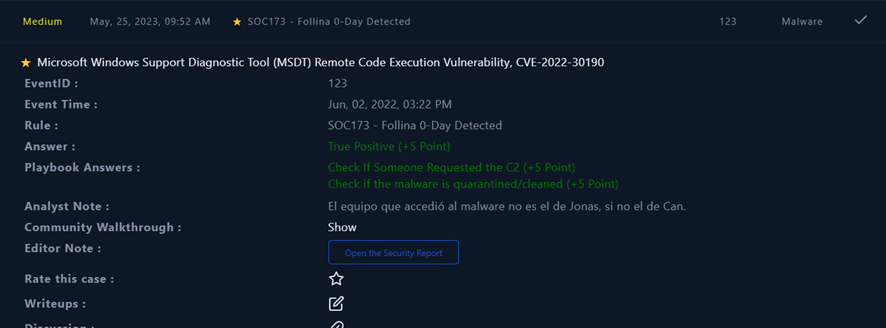 Medium May, 25, 2023, 09:52 AM SOC173 - Follina 0-Day Detected 123 Malware
Microsoft Windows Support Diagnostic Tool (MSDT) Remote Code Execution Vulnerability, CVE-2022-30190
EventID : 123
Event Time : Jun, 02, 2022, 03:22 PM
Rule : SOC173 - Follina 0-Day Detected
Answer : True Positive (+5 Point)
Playbook Answers : Check If Someone Requested the C2 (+5 Point)
Check if the malware is quarantined/cleaned (+5 Point)
Analyst Note : El equipo que accedió al malware no es el de Jonas, si no el de Can.
Community Walkthrough : Show
Editor Note : Open the Security Report
Rate this case :
Writeups :
Discussion :